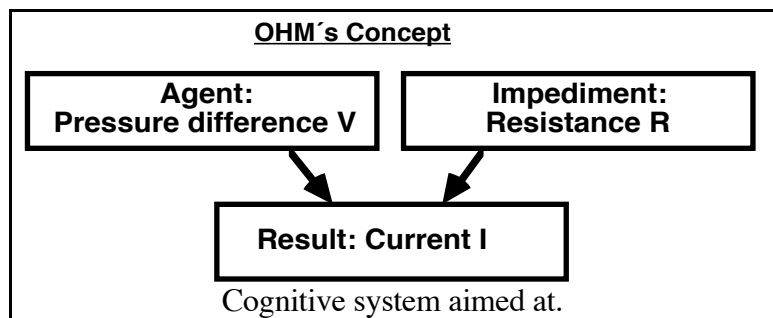 OHM´s Concept
Agent:
Pressure difference V
Impediment:
Resistance R
Result: Current I
Cognitive system aimed at.